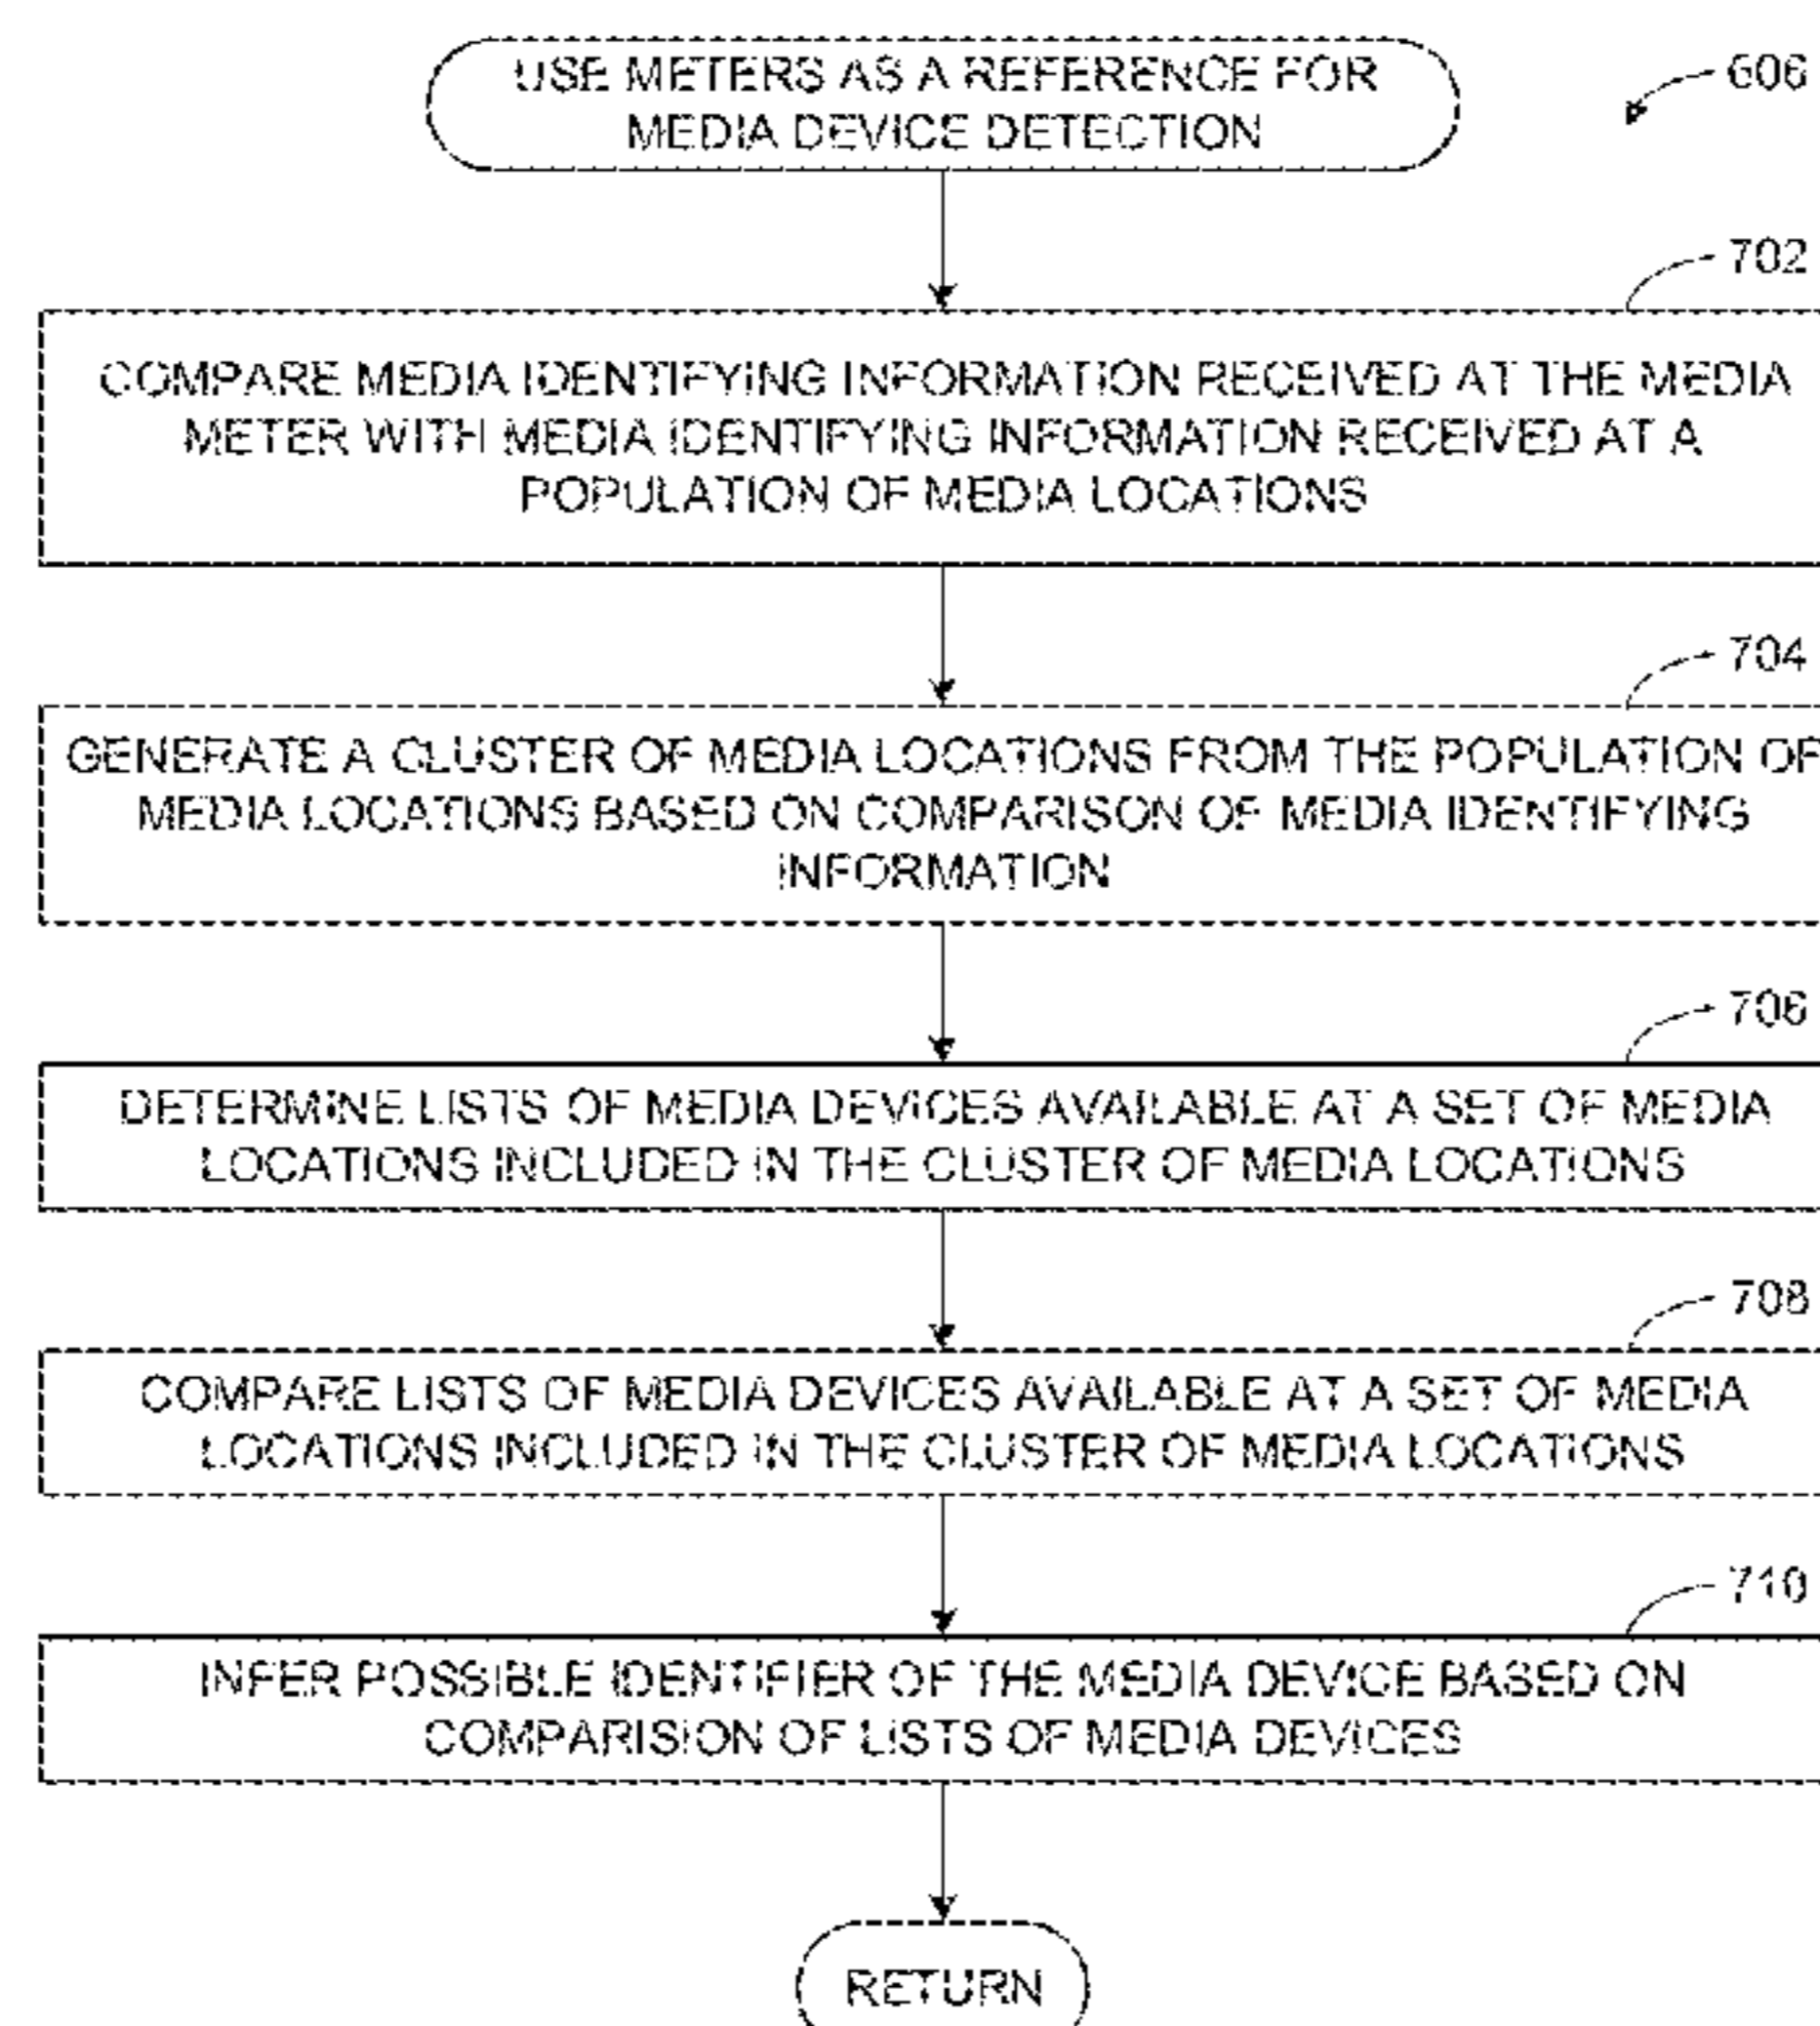 USE METERS AS A REFERENCE FOR
MEDIA DEVICE DETECTION
606
702
COMPARE MEDIA IDENTIFYING INFORMATION RECEIVED AT THE MEDIA
METER WITH MEDIA IDENTIFYING INFORMATION RECEIVED AT A
POPULATION OF MEDIA LOCATIONS
704
GENERATE A CLUSTER OF MEDIA LOCATIONS FROM THE POPULATION OF
MEDIA LOCATIONS BASED ON COMPARISON OF MEDIA IDENTIFYING
INFORMATION
706
DETERMINE LISTS OF MEDIA DEVICES AVAILABLE AT A SET OF MEDIA
LOCATIONS INCLUDED IN THE CLUSTER OF MEDIA LOCATIONS
708
COMPARE LISTS OF MEDIA DEVICES AVAILABLE AT A SET OF MEDIA
LOCATIONS INCLUDED IN THE CLUSTER OF MEDIA LOCATIONS
710
INFER POSSIBLE IDENTIFIER OF THE MEDIA DEVICE BASED ON
COMPARISION OF LISTS OF MEDIA DEVICES
RETURN